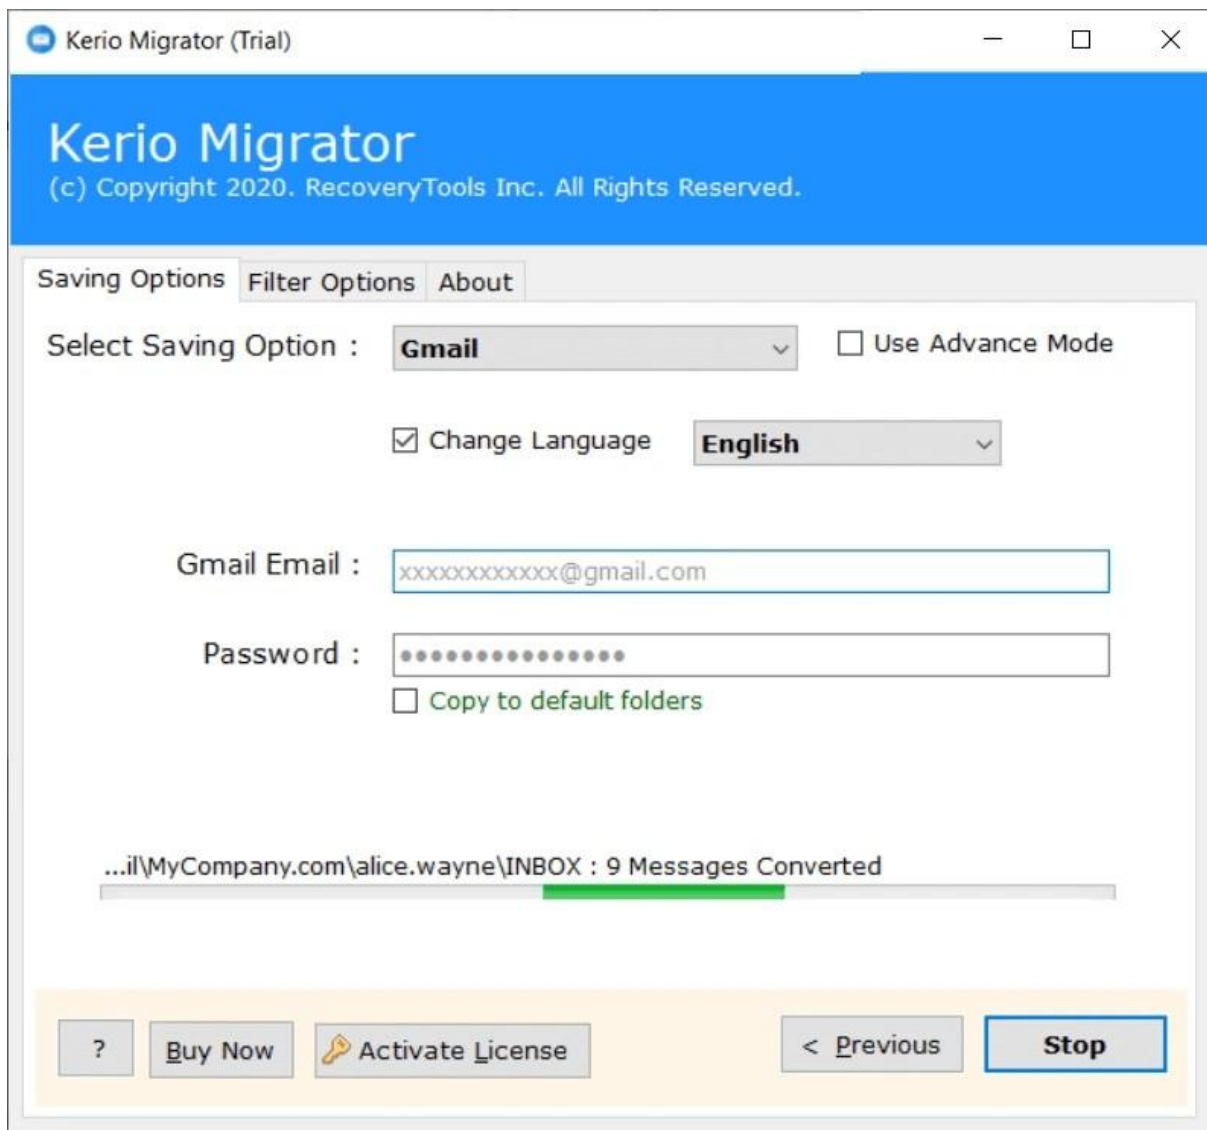 Kerio Migrator (Trial)
Kerio Migrator
(c) Copyright 2020. RecoveryTools Inc. All Rights Reserved.
Saving Options Filter Options About
Select Saving Option : Gmail Use Advance Mode
Change Language English
Gmail Email : xxxxxxxxxxxx@gmail.com
Password : ●●●●●●●●●●●●●●●
Copy to default folders
...il\MyCompany.com\alice.wayne\INBOX : 9 Messages Converted
? Buy Now Activate License < Previous Stop